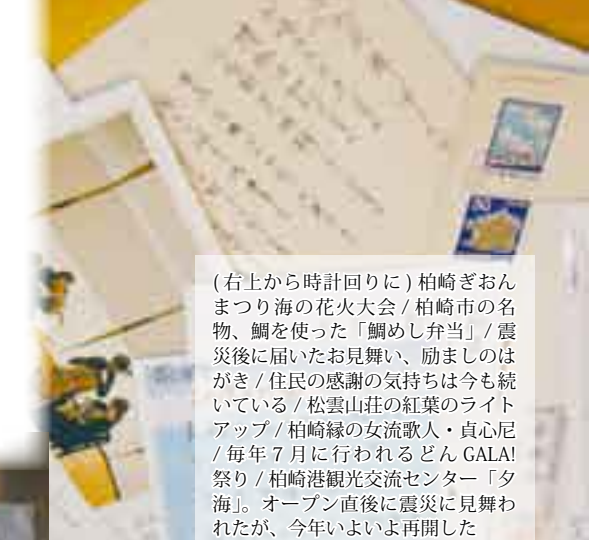 (右上から時計回りに)柏崎ぎおん
まつり海の花火大会/柏崎市の名
物、鯛を使った「鯛めし弁当」/震
災後に届いたお見舞い、励ましのは
がき/住民の感謝の気持ちは今も続
いている/松雲山荘の紅葉のライト
アップ/柏崎縁の女流歌人・貞心尼
/毎年7月に行われるどんGALA!
祭り/柏崎港観光交流センター「夕
海」。オープン直後に震災に見舞わ
れたが、今年いよいよ再開した